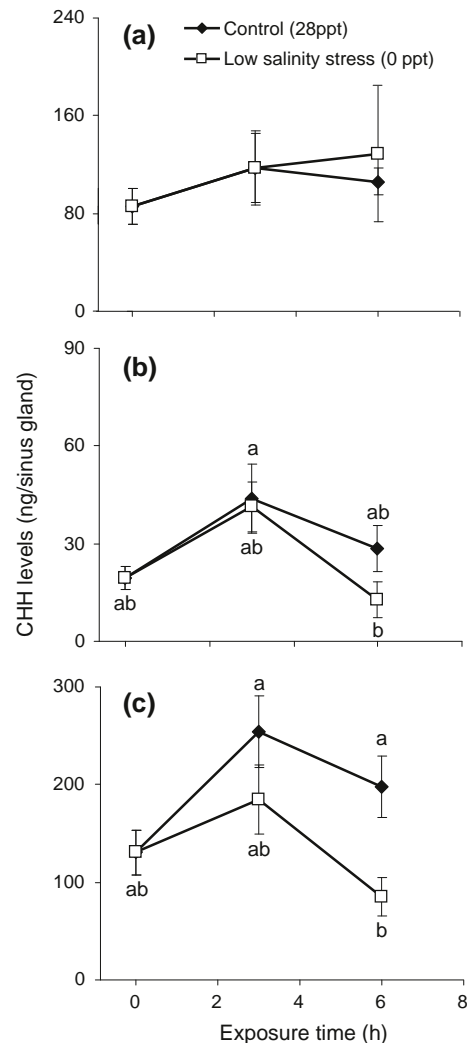 (a)
Control (28ppt)
Low salinity stress (0 ppt)
240
160
80
0
(b)
90
60
30
0
a
ab
ab
ab
b
CHH levels (ng/sinus gland)
(c)
300
200
100
0
a
a
ab
ab
b
0 2 4 6 8
Exposure time (h)